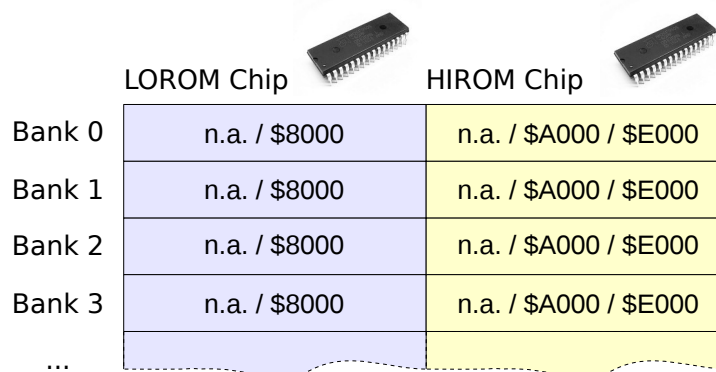 LOROM Chip HIROM Chip
Bank 0 n.a. / $8000 n.a. / $A000 / $E000
Bank 1 n.a. / $8000 n.a. / $A000 / $E000
Bank 2 n.a. / $8000 n.a. / $A000 / $E000
Bank 3 n.a. / $8000 n.a. / $A000 / $E000
...